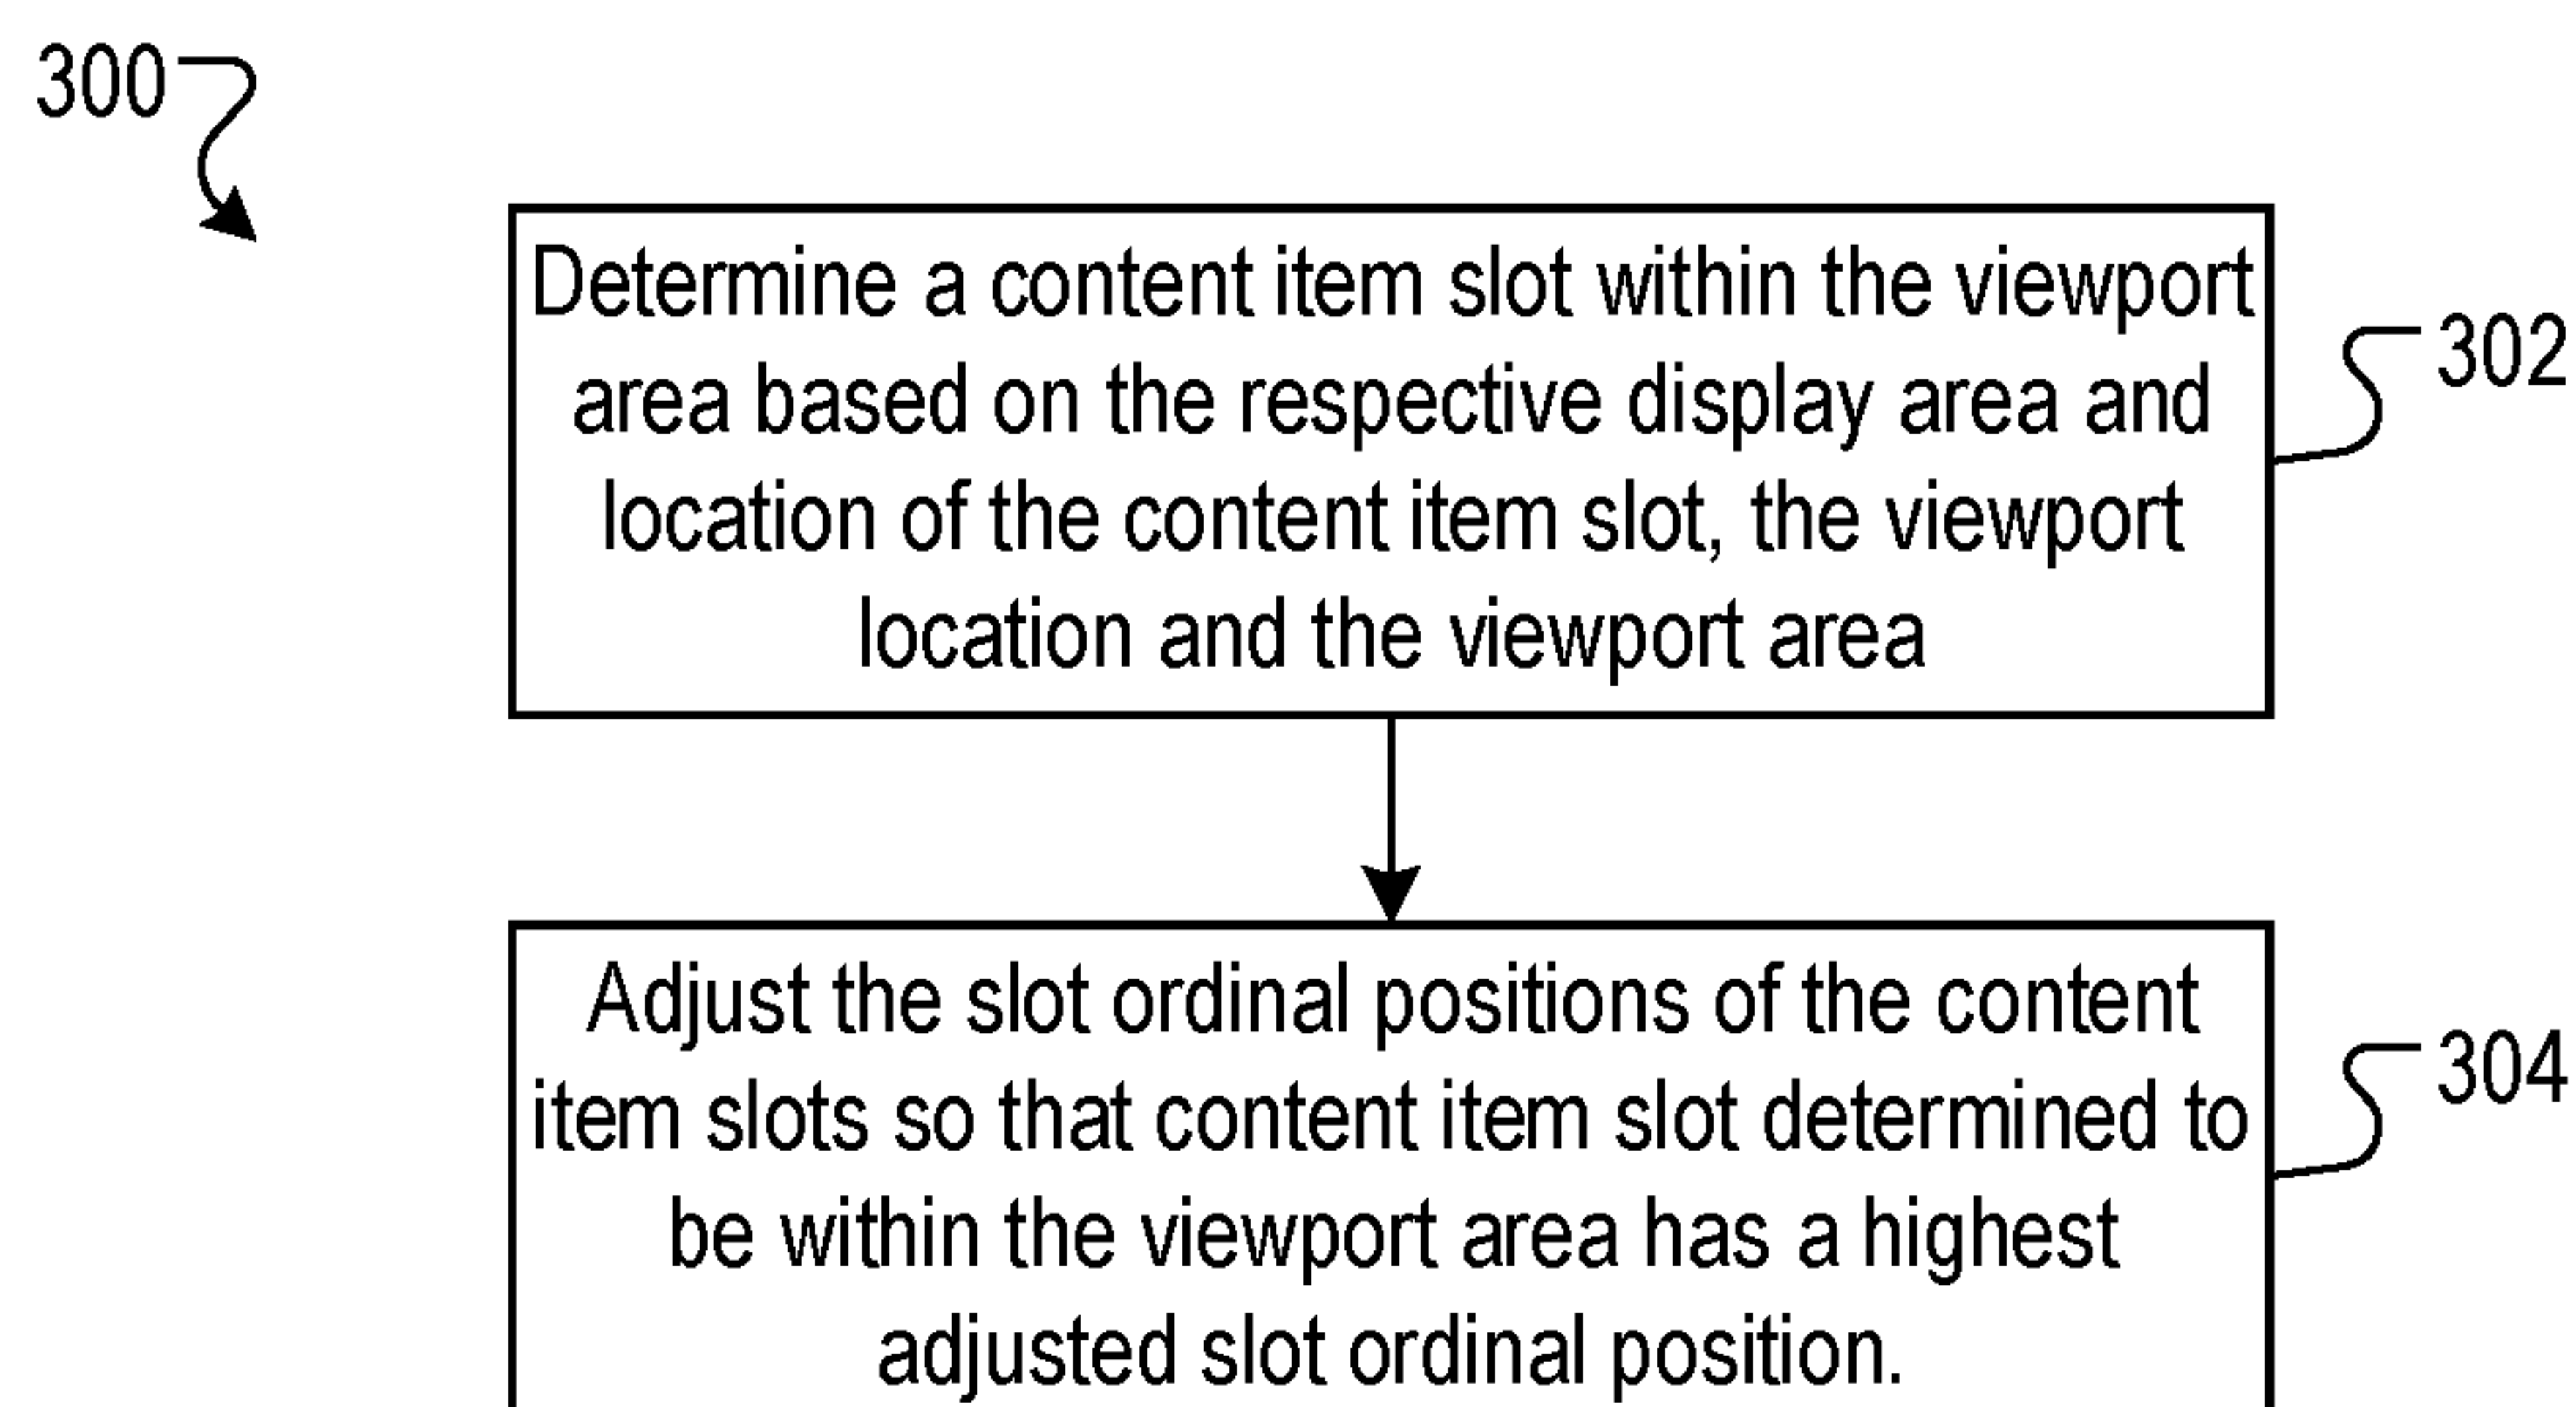 300
Determine a content item slot within the viewport
area based on the respective display area and
location of the content item slot, the viewport
location and the viewport area
302
Adjust the slot ordinal positions of the content
item slots so that content item slot determined to
be within the viewport area has a highest
adjusted slot ordinal position.
304